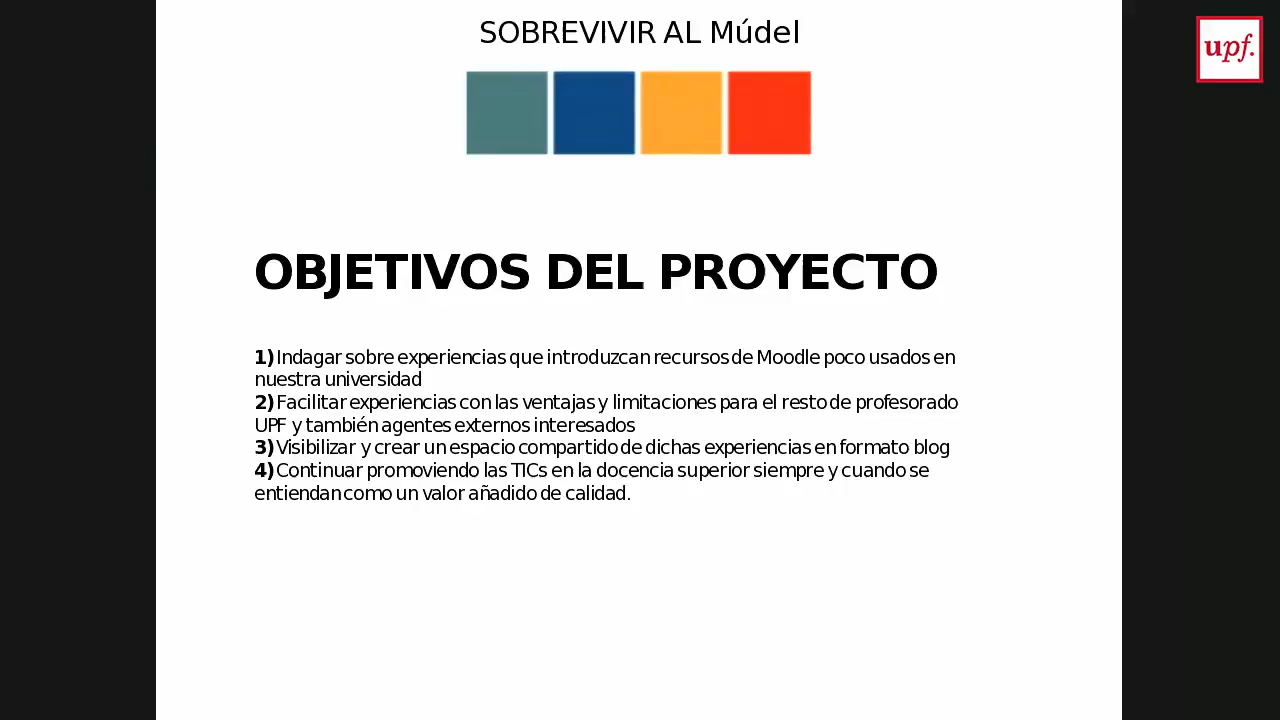 SOBREVIVIR AL Múdel
upf.
OBJETIVOS DEL PROYECTO
1) Indagar sobre experiencias que introduzcan recursos de Moodle poco usados en
nuestra universidad
2) Facilitar experiencias con las ventajas y limitaciones para el resto de profesorado
UPF y también agentes externos interesados
3) Visibilizar y crear un espacio compartido de dichas experiencias en formato blog
4) Continuar promoviendo las TICs en la docencia superior siempre y cuando se
entiendan como un valor añadido de calidad.